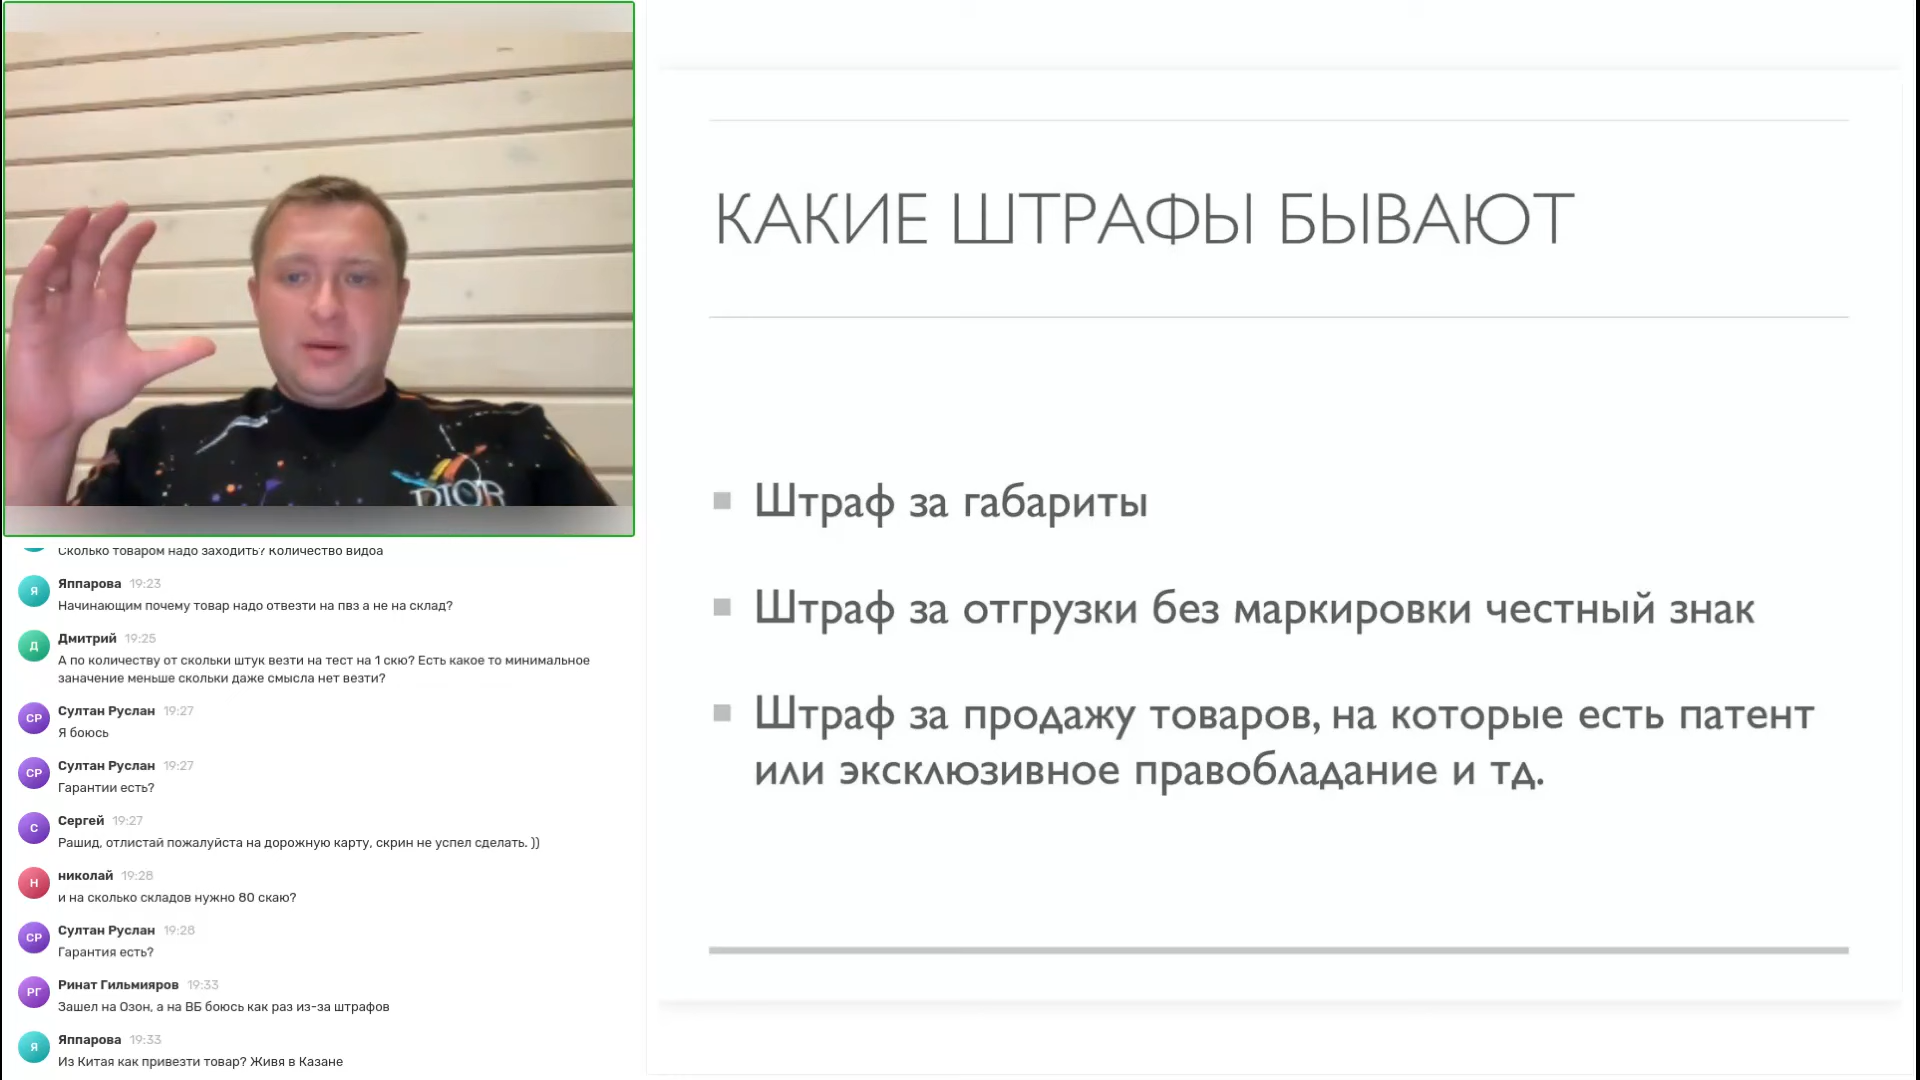 DIOR
Сколько товаром надо заходить? Количество видоа
Я
Яппарова 19:23
Начинающим почему товар надо отвезти на пвз а не на склад?
Д
Дмитрий 19:25
А по количеству от скольки штук везти на тест на 1 скю? Есть какое то минимальное
заначение меньше скольки даже смысла нет везти?
СР
Султан Руслан 19:27
Я боюсь
СР
Султан Руслан 19:27
Гарантии есть?
С
Сергей 19:27
Рашид, отлистай пожалуйста на дорожную карту, скрин не успел сделать. ))
Н
николай 19:28
и на сколько складов нужно 80 скаю?
СР
Султан Руслан 19:28
Гарантия есть?
РГ
Ринат Гильмияров 19:33
Зашел на Озон, а на ВБ боюсь как раз из-за штрафов
Я
Яппарова 19:33
Из Китая как привезти товар? Живя в Казане
КАКИЕ ШТРАФЫ БЫВАЮТ
Штраф за габариты
Штраф за отгрузки без маркировки честный знак
Штраф за продажу товаров, на которые есть патент
или эксклюзивное правобладание и тд.